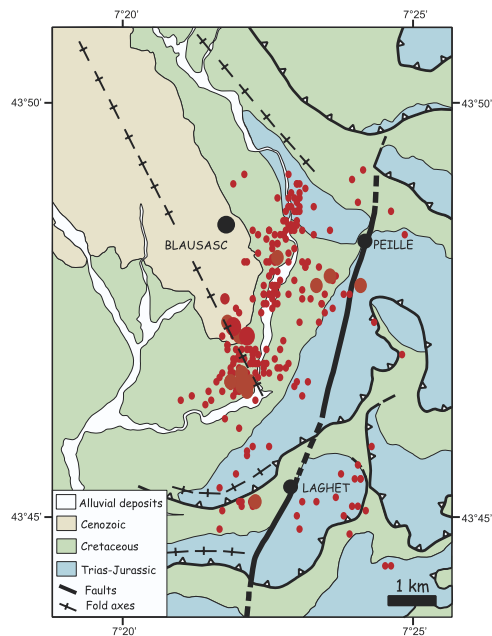 7°20' 7°25'
43°50' 43°50'
BLAUSASC
PEILLE
LAGHET
Alluvial deposits
Cenozoic
Cretaceous
Trias-Jurassic
Faults
Fold axes
43°45' 43°45'
1 km
7°20' 7°25'